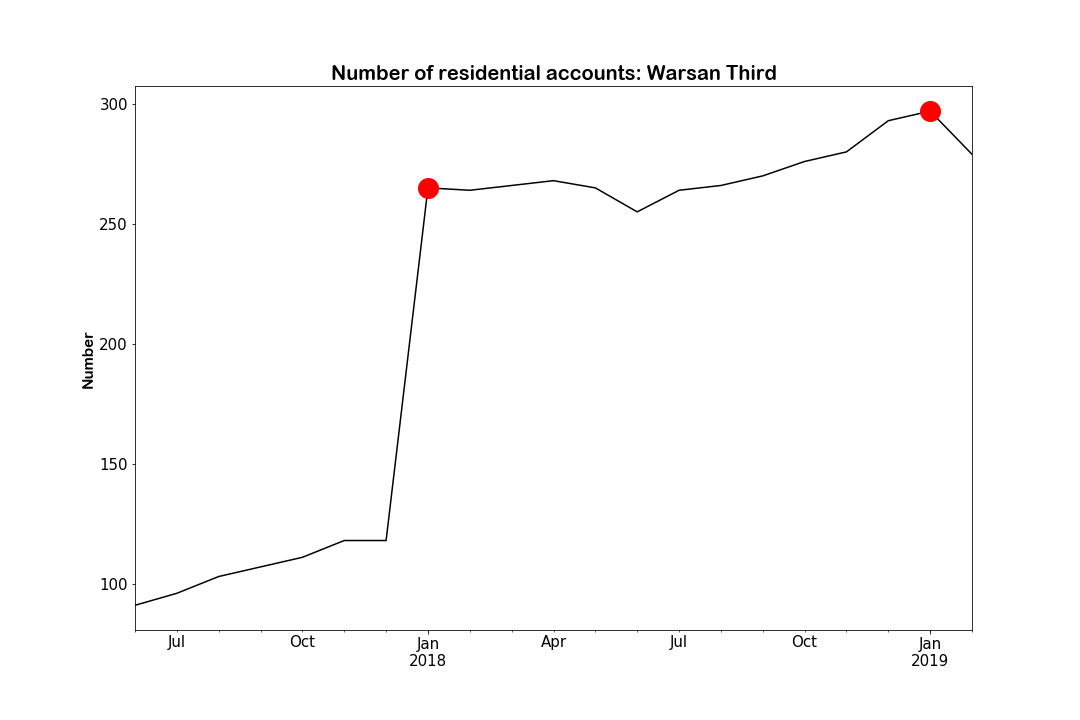 Number of residential accounts: Warsan Third
300
250
200
150
100
Number
Jul
Oct
Jan
2018
Apr
Jul
Oct
Jan
2019